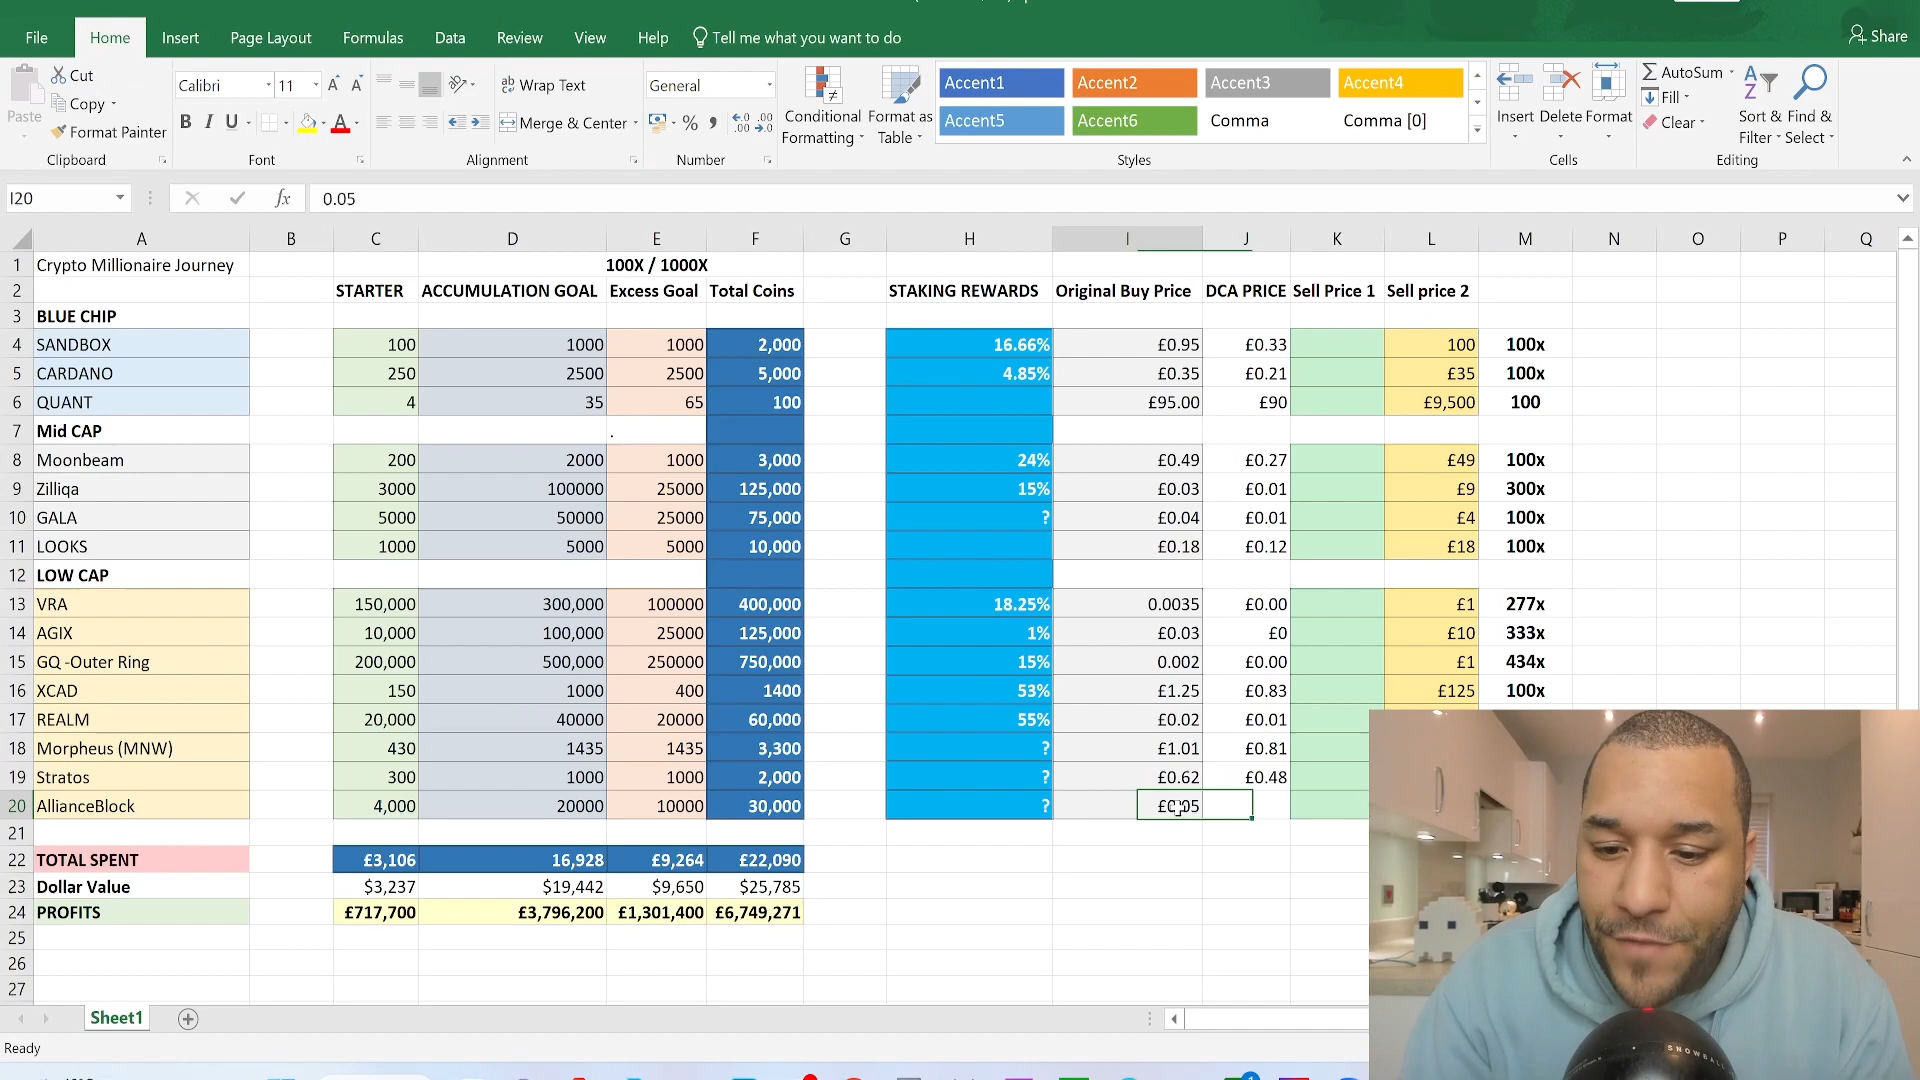 File Home Insert Page Layout Formulas Data Review View Help Tell me what you want to do Share
Cut
Copy
Paste
Format Painter
Clipboard
Calibri 11
B I U
Font
Wrap Text
Merge & Center
Alignment
General
%
Number
Conditional Formatting
Format as Table
Accent1 Accent2 Accent3 Accent4
Accent5 Accent6 Comma Comma [0]
Styles
Insert Delete Format
Cells
AutoSum
Fill
Clear
Sort & Filter
Find & Select
Editing
I20 fx 0.05
A B C D E F G H I J K L M N O P Q
1 Crypto Millionaire Journey 100X / 1000X
2 STARTER ACCUMULATION GOAL Excess Goal Total Coins STAKING REWARDS Original Buy Price DCA PRICE Sell Price 1 Sell price 2
3 BLUE CHIP
4 SANDBOX 100 1000 1000 2,000 16.66% £0.95 £0.33 100 100x
5 CARDANO 250 2500 2500 5,000 4.85% £0.35 £0.21 £35 100x
6 QUANT 4 35 65 100 £95.00 £90 £9,500 100
7 Mid CAP .
8 Moonbeam 200 2000 1000 3,000 24% £0.49 £0.27 £49 100x
9 Zilliqa 3000 100000 25000 125,000 15% £0.03 £0.01 £9 300x
10 GALA 5000 50000 25000 75,000 ? £0.04 £0.01 £4 100x
11 LOOKS 1000 5000 5000 10,000 £0.18 £0.12 £18 100x
12 LOW CAP
13 VRA 150,000 300,000 100000 400,000 18.25% 0.0035 £0.00 £1 277x
14 AGIX 10,000 100,000 25000 125,000 1% £0.03 £0 £10 333x
15 GQ -Outer Ring 200,000 500,000 250000 750,000 15% 0.002 £0.00 £1 434x
16 XCAD 150 1000 400 1400 53% £1.25 £0.83 £125 100x
17 REALM 20,000 40000 20000 60,000 55% £0.02 £0.01
18 Morpheus (MNW) 430 1435 1435 3,300 ? £1.01 £0.81
19 Stratos 300 1000 1000 2,000 ? £0.62 £0.48
20 AllianceBlock 4,000 20000 10000 30,000 ? £0.05
21
22 TOTAL SPENT £3,106 16,928 £9,264 £22,090
23 Dollar Value $3,237 $19,442 $9,650 $25,785
24 PROFITS £717,700 £3,796,200 £1,301,400 £6,749,271
25
26
27
Sheet1
Ready